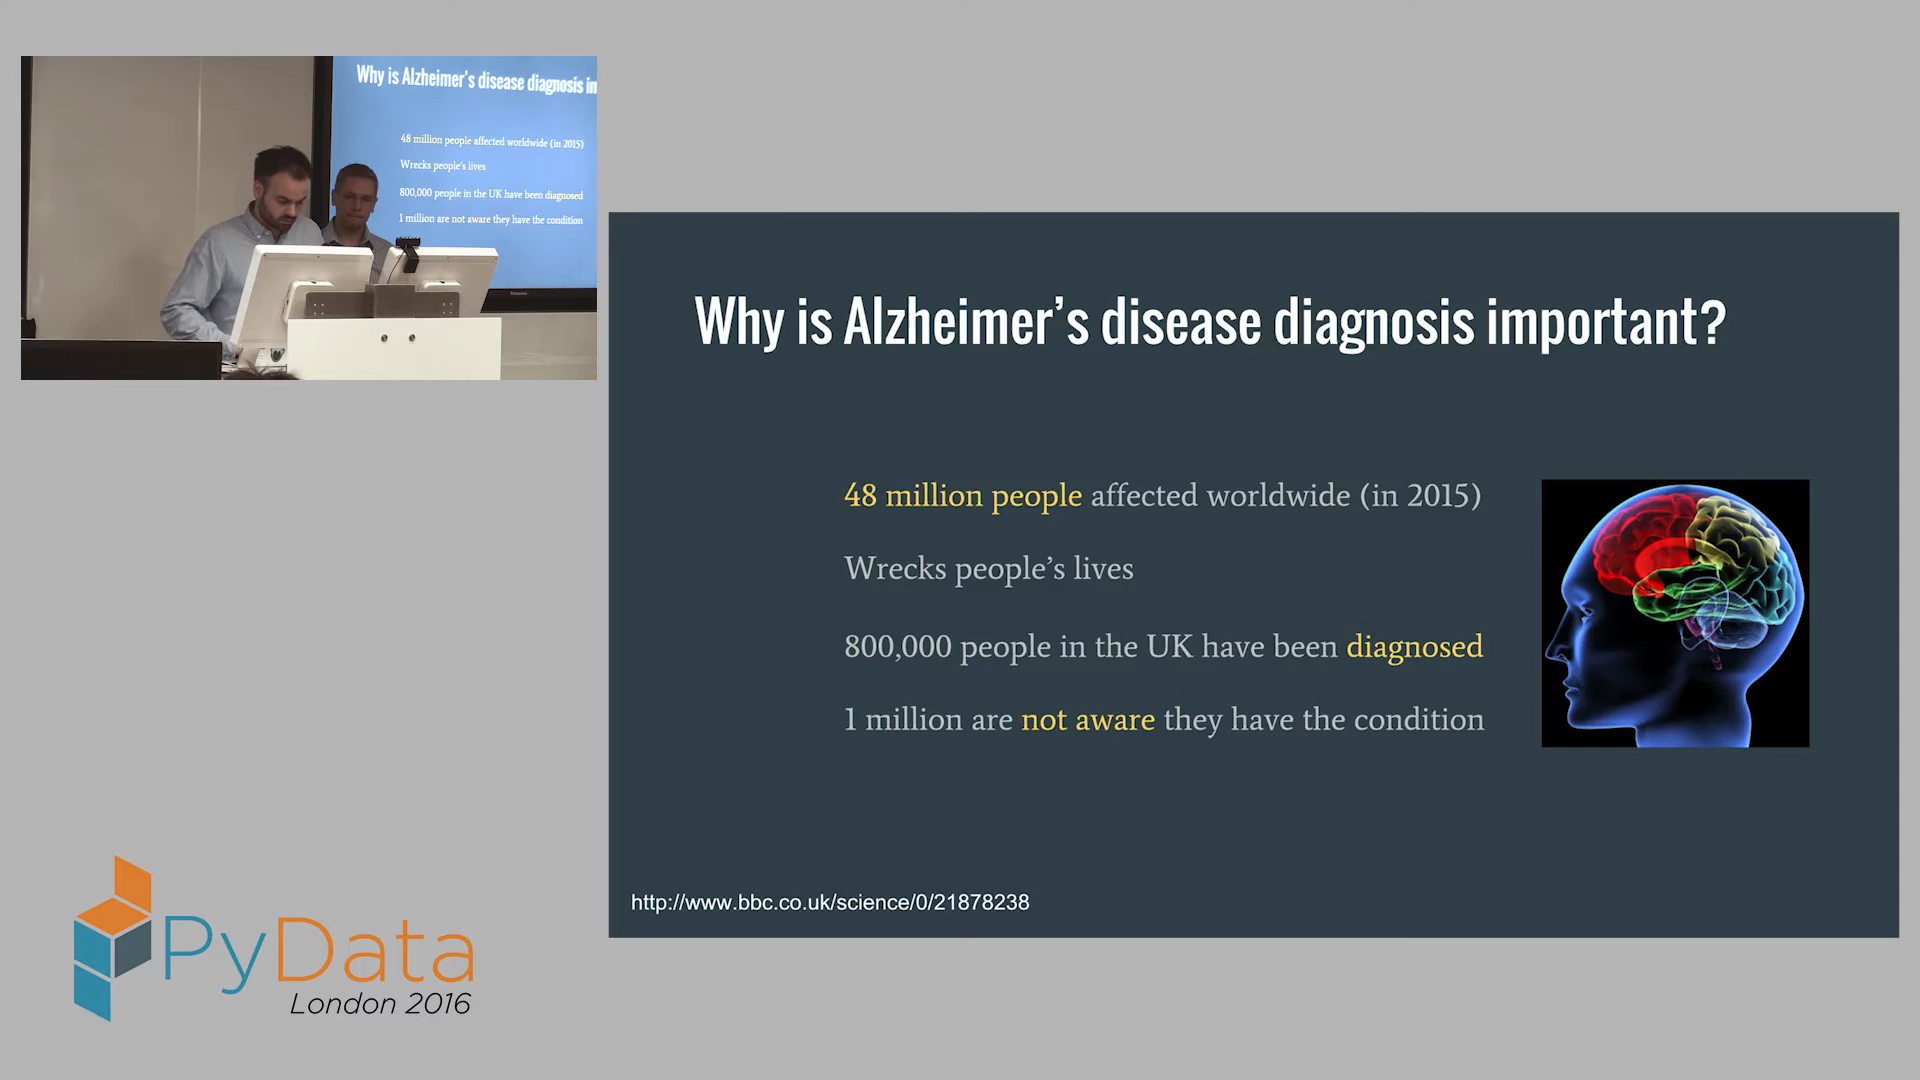 Why is Alzheimer's disease diagnosis in
48 million people affected worldwide (in 2015)
Wrecks people's lives
800,000 people in the UK have been diagnosed
1 million are not aware they have the condition
Why is Alzheimer’s disease diagnosis important?
48 million people affected worldwide (in 2015)
Wrecks people’s lives
800,000 people in the UK have been diagnosed
1 million are not aware they have the condition
http://www.bbc.co.uk/science/0/21878238
PyData
London 2016